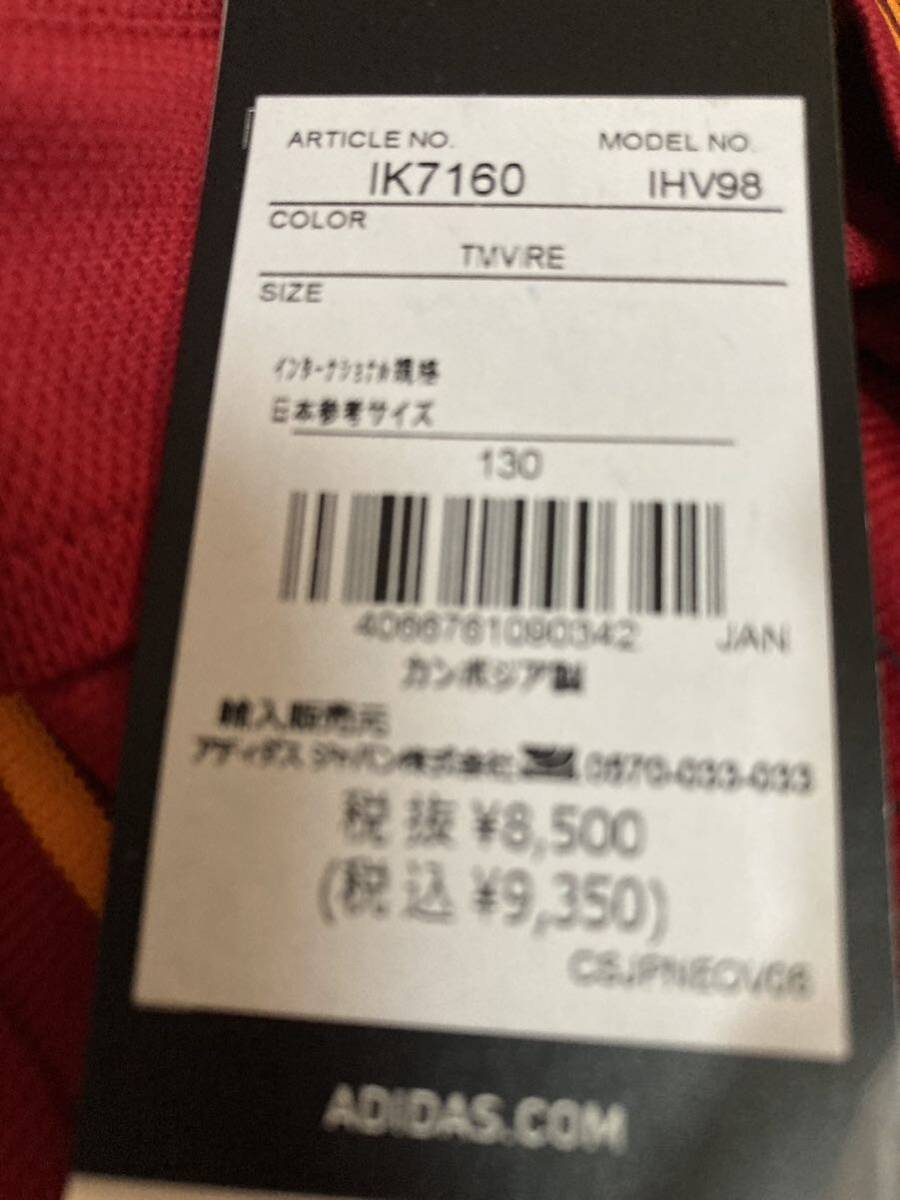 ARTICLE NO. MODEL NO.
IK7160 IHV98
COLOR
TMVIRE
SIZE
インターナショナル規格
日本参考サイズ
130
4066761090342 JAN
カンボジア製
輸入販売元
アディダス ジャパン株式会社 0570-033-033
税抜 ¥8,500
(税込 ¥9,350)
CSJPNEOV06
ADIDAS.COM